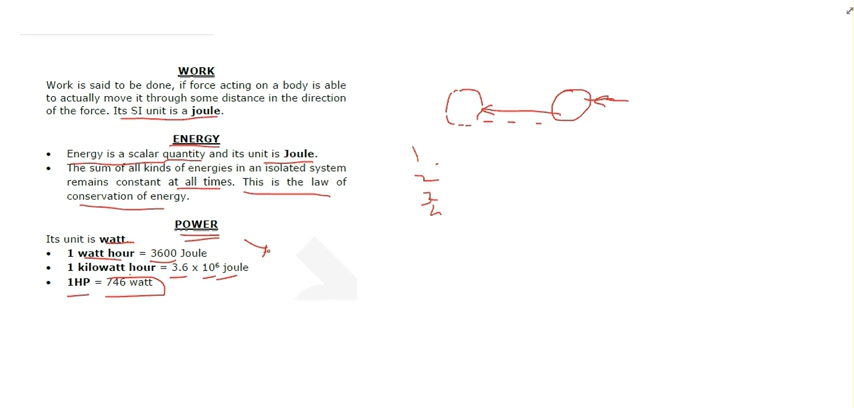 WORK
Work is said to be done, if force acting on a body is able
to actually move it through some distance in the direction
of the force. Its SI unit is a joule.
ENERGY
• Energy is a scalar quantity and its unit is Joule.
• The sum of all kinds of energies in an isolated system
remains constant at all times. This is the law of
conservation of energy.
POWER
Its unit is watt.
• 1 watt hour = 3600 Joule
• 1 kilowatt hour = 3.6 x 10⁶ joule
• 1HP = 746 watt
1
2
3